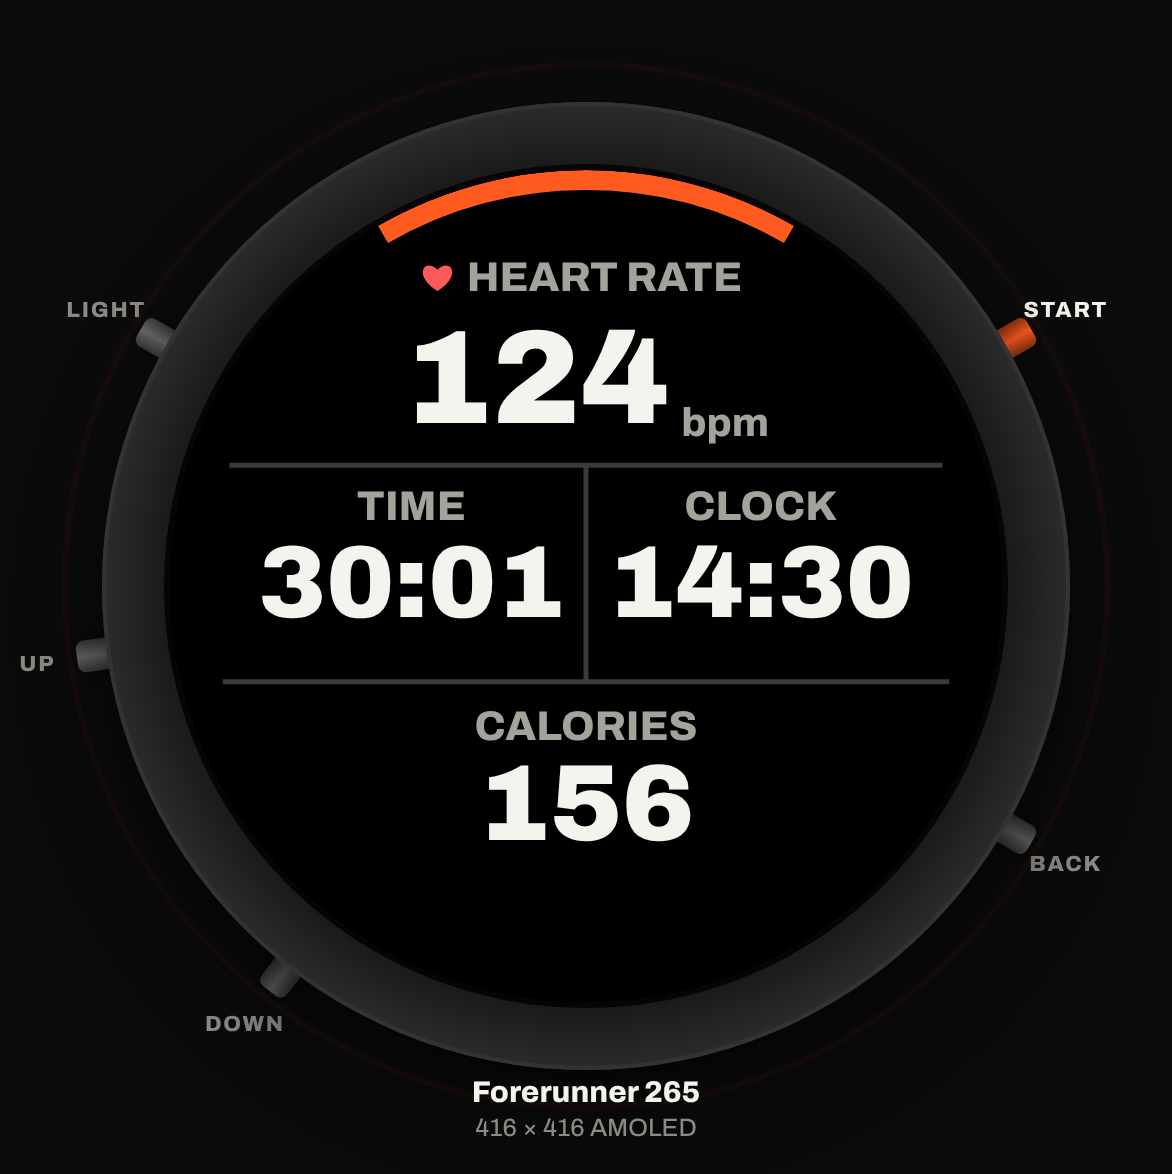 HEART RATE
124 bpm
LIGHT
START
TIME
CLOCK
30:01
14:30
UP
CALORIES
156
BACK
DOWN
Forerunner 265
416 × 416 AMOLED